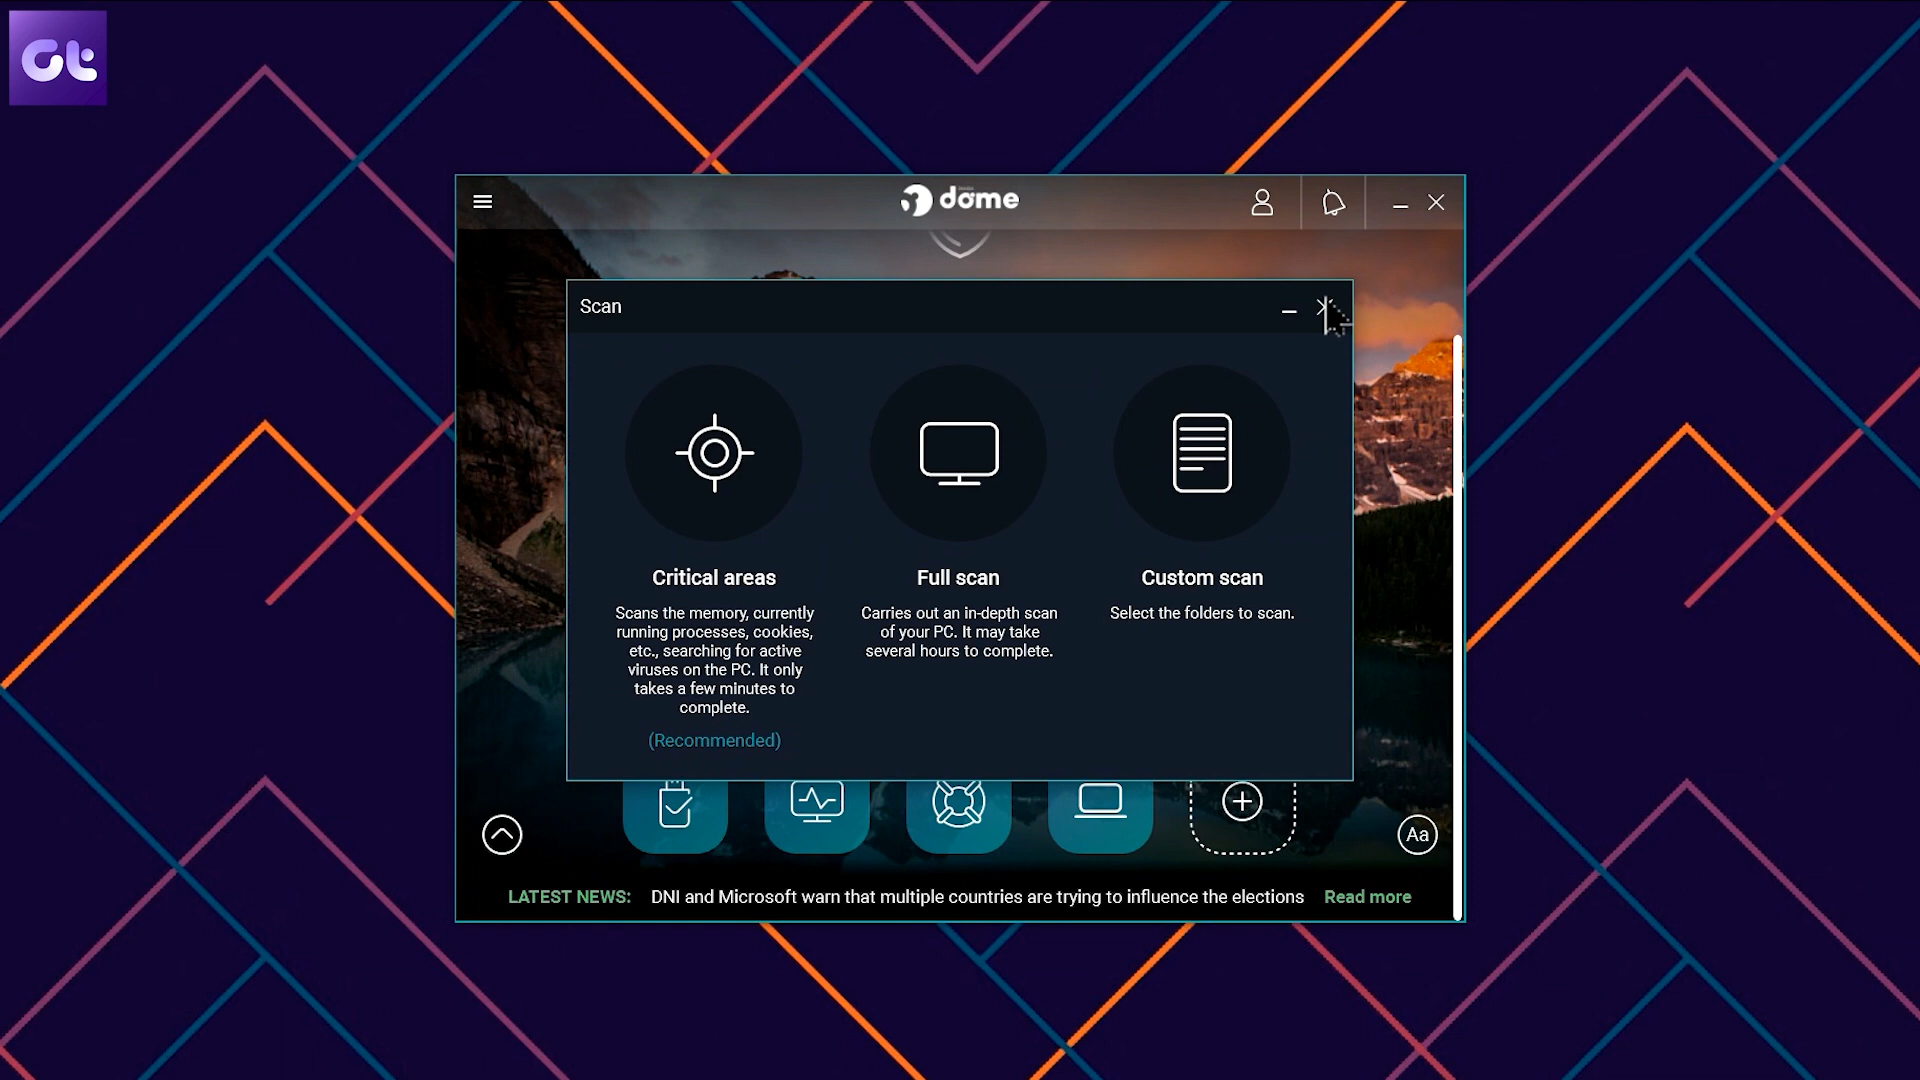 Gt
dome
Scan
Critical areas
Full scan
Custom scan
Scans the memory, currently
running processes, cookies,
etc., searching for active
viruses on the PC. It only
takes a few minutes to
complete.
(Recommended)
Carries out an in-depth scan
of your PC. It may take
several hours to complete.
Select the folders to scan.
Aa
LATEST NEWS: DNI and Microsoft warn that multiple countries are trying to influence the elections Read more